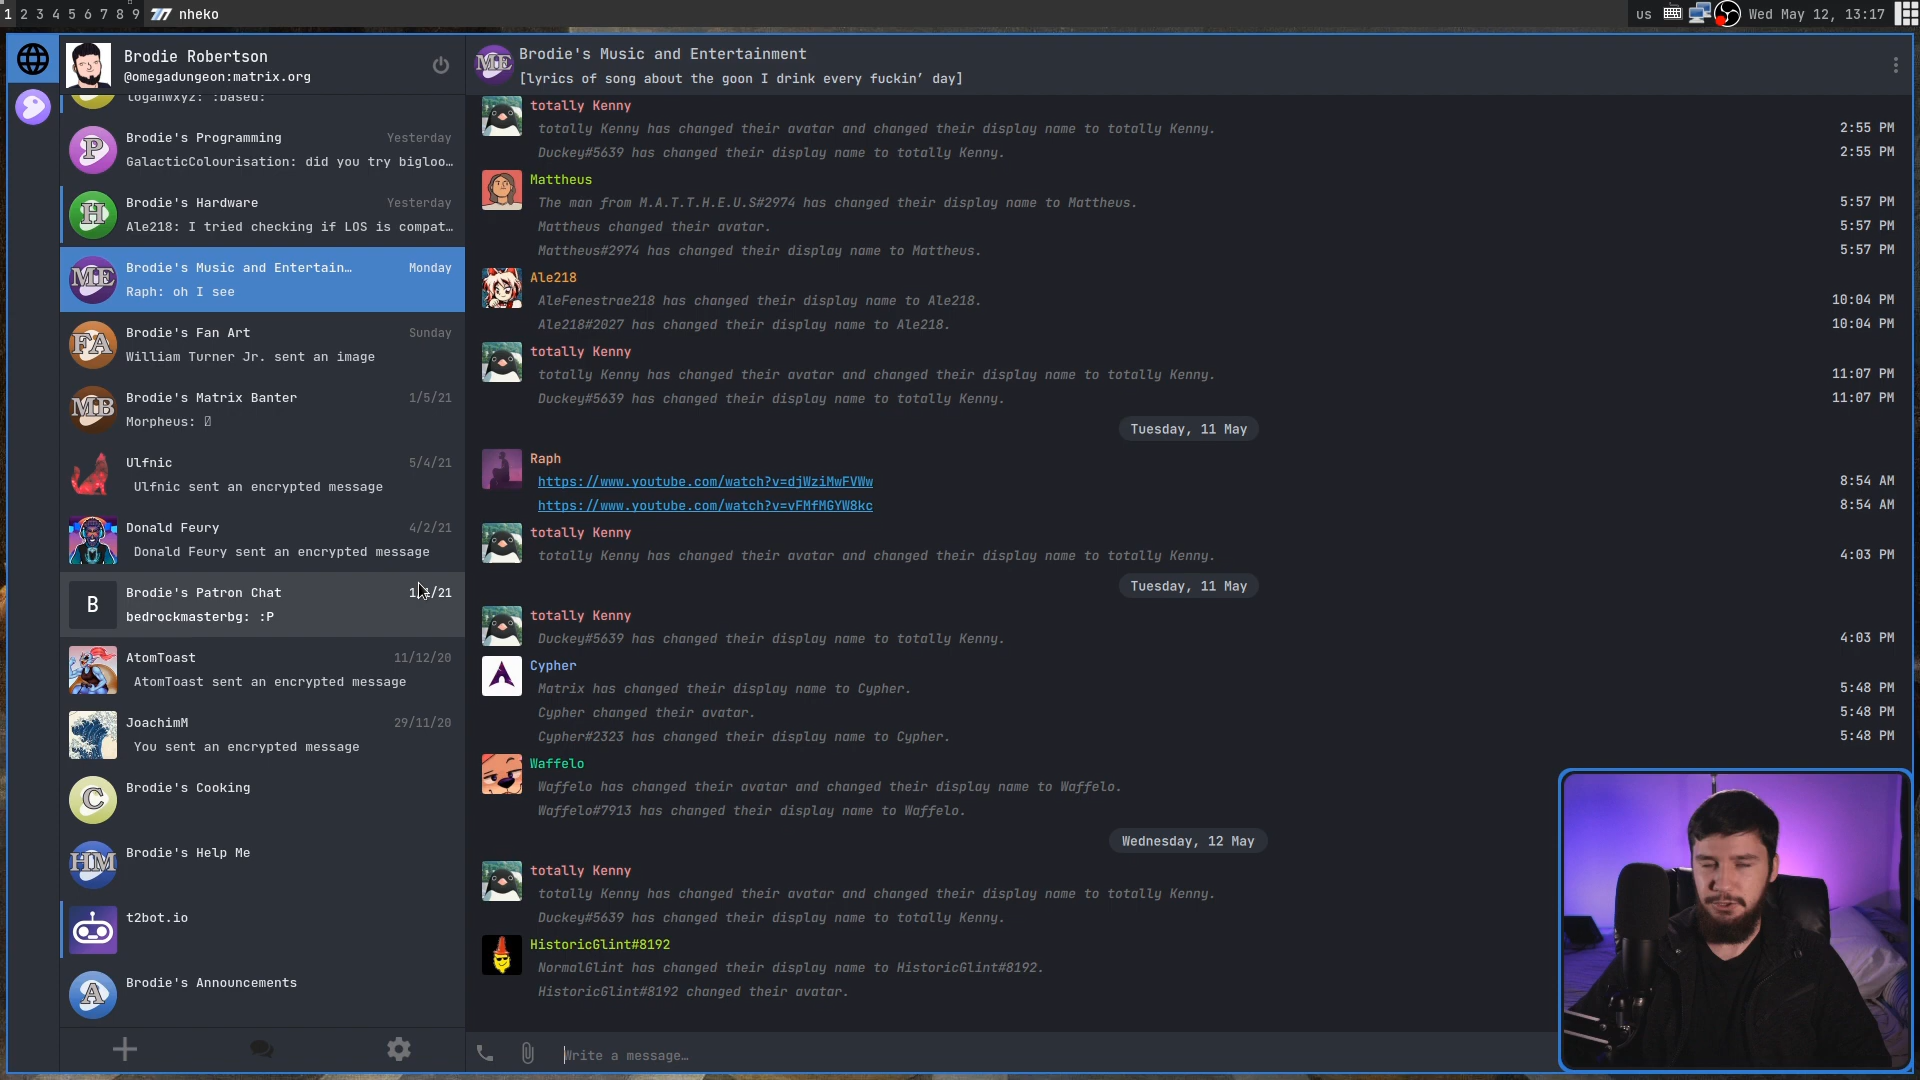 1 2 3 4 5 6 7 8 9 nheko
us Wed May 12, 13:17
Brodie Robertson
@omegadungeon:matrix.org
loganwxyz: :based:
P
Brodie's Programming Yesterday
GalacticColourisation: did you try bigloo…
H
Brodie's Hardware Yesterday
Ale218: I tried checking if LOS is compat…
ME
Brodie's Music and Entertain… Monday
Raph: oh I see
FA
Brodie's Fan Art Sunday
William Turner Jr. sent an image
MB
Brodie's Matrix Banter 1/5/21
Morpheus:
Ulfnic 5/4/21
Ulfnic sent an encrypted message
Donald Feury 4/2/21
Donald Feury sent an encrypted message
B
Brodie's Patron Chat
bedrockmasterbg: :P
AtomToast 11/12/20
AtomToast sent an encrypted message
JoachimM 29/11/20
You sent an encrypted message
C
Brodie's Cooking
HM
Brodie's Help Me
t2bot.io
A
Brodie's Announcements
ME
Brodie's Music and Entertainment
[lyrics of song about the goon I drink every fuckin’ day]
totally Kenny
totally Kenny has changed their avatar and changed their display name to totally Kenny. 2:55 PM
Duckey#5639 has changed their display name to totally Kenny. 2:55 PM
Mattheus
The man from M.A.T.T.H.E.U.S#2974 has changed their display name to Mattheus. 5:57 PM
Mattheus changed their avatar. 5:57 PM
Mattheus#2974 has changed their display name to Mattheus. 5:57 PM
Ale218
AleFenestrae218 has changed their display name to Ale218. 10:04 PM
Ale218#2027 has changed their display name to Ale218. 10:04 PM
totally Kenny
totally Kenny has changed their avatar and changed their display name to totally Kenny. 11:07 PM
Duckey#5639 has changed their display name to totally Kenny. 11:07 PM
Tuesday, 11 May
Raph
https://www.youtube.com/watch?v=djWziMwFVWw 8:54 AM
https://www.youtube.com/watch?v=vFMfMGYW8kc 8:54 AM
totally Kenny
totally Kenny has changed their avatar and changed their display name to totally Kenny. 4:03 PM
Tuesday, 11 May
totally Kenny
Duckey#5639 has changed their display name to totally Kenny. 4:03 PM
Cypher
Matrix has changed their display name to Cypher. 5:48 PM
Cypher changed their avatar. 5:48 PM
Cypher#2323 has changed their display name to Cypher. 5:48 PM
Waffelo
Waffelo has changed their avatar and changed their display name to Waffelo.
Waffelo#7913 has changed their display name to Waffelo.
Wednesday, 12 May
totally Kenny
totally Kenny has changed their avatar and changed their display name to totally Kenny.
Duckey#5639 has changed their display name to totally Kenny.
HistoricGlint#8192
NormalGlint has changed their display name to HistoricGlint#8192.
HistoricGlint#8192 changed their avatar.
Write a message…